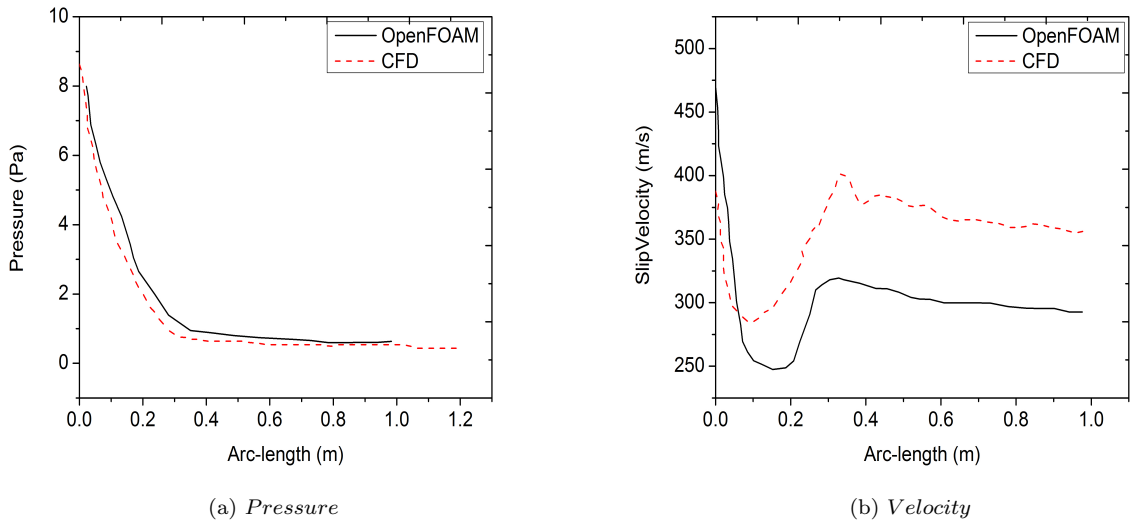 10
8
6
4
2
0
Pressure (Pa)
OpenFOAM
CFD
0.0 0.2 0.4 0.6 0.8 1.0 1.2
Arc-length (m)
(a) Pressure
500
450
400
350
300
250
SlipVelocity (m/s)
OpenFOAM
CFD
0.0 0.2 0.4 0.6 0.8 1.0
Arc-length (m)
(b) Velocity